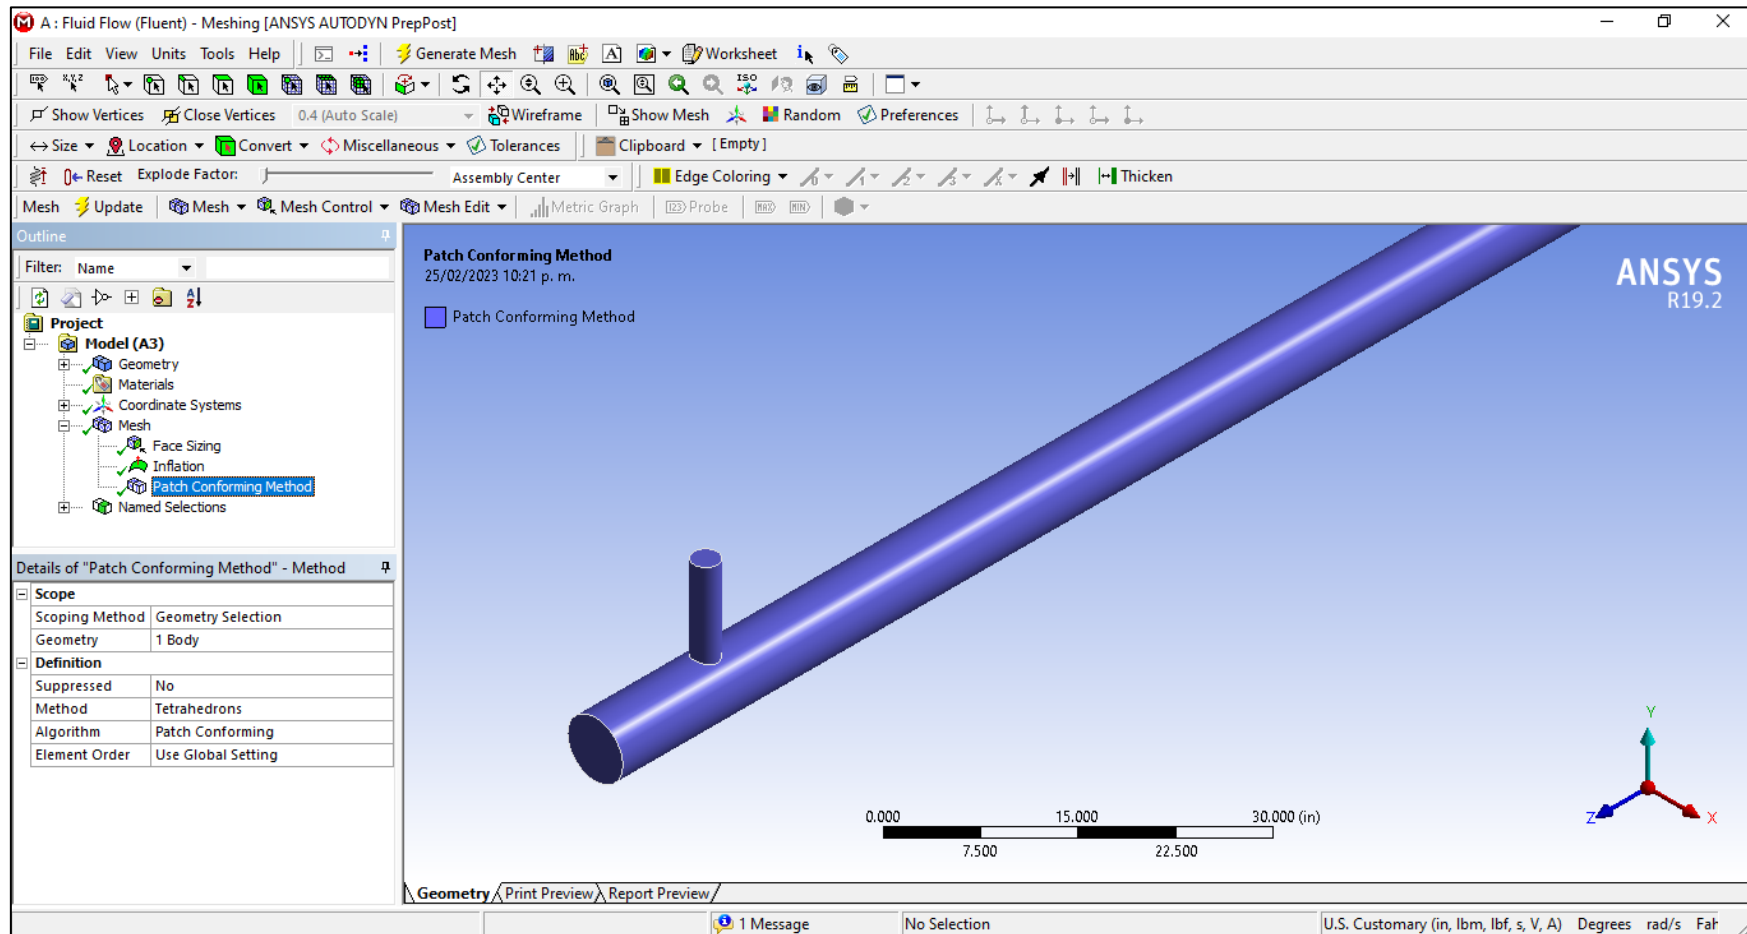 A : Fluid Flow (Fluent) - Meshing [ANSYS AUTODYN PrepPost]
File Edit View Units Tools Help Generate Mesh Worksheet
ISO
Show Vertices Close Vertices 0.4 (Auto Scale) Wireframe Show Mesh Random Preferences
Size Location Convert Miscellaneous Tolerances Clipboard [ Empty ]
Reset Explode Factor: Assembly Center Edge Coloring Thicken
Mesh Update Mesh Mesh Control Mesh Edit Metric Graph Probe MAX MIN
Outline
Filter: Name
Project
Model (A3)
Geometry
Materials
Coordinate Systems
Mesh
Face Sizing
Inflation
Patch Conforming Method
Named Selections
Details of "Patch Conforming Method" - Method
Scope
Scoping Method Geometry Selection
Geometry 1 Body
Definition
Suppressed No
Method Tetrahedrons
Algorithm Patch Conforming
Element Order Use Global Setting
Patch Conforming Method
25/02/2023 10:21 p. m.
Patch Conforming Method
ANSYS
R19.2
Y
Z X
0.000 15.000 30.000 (in)
7.500 22.500
Geometry Print Preview Report Preview
1 Message No Selection U.S. Customary (in, lbm, lbf, s, V, A) Degrees rad/s Fah